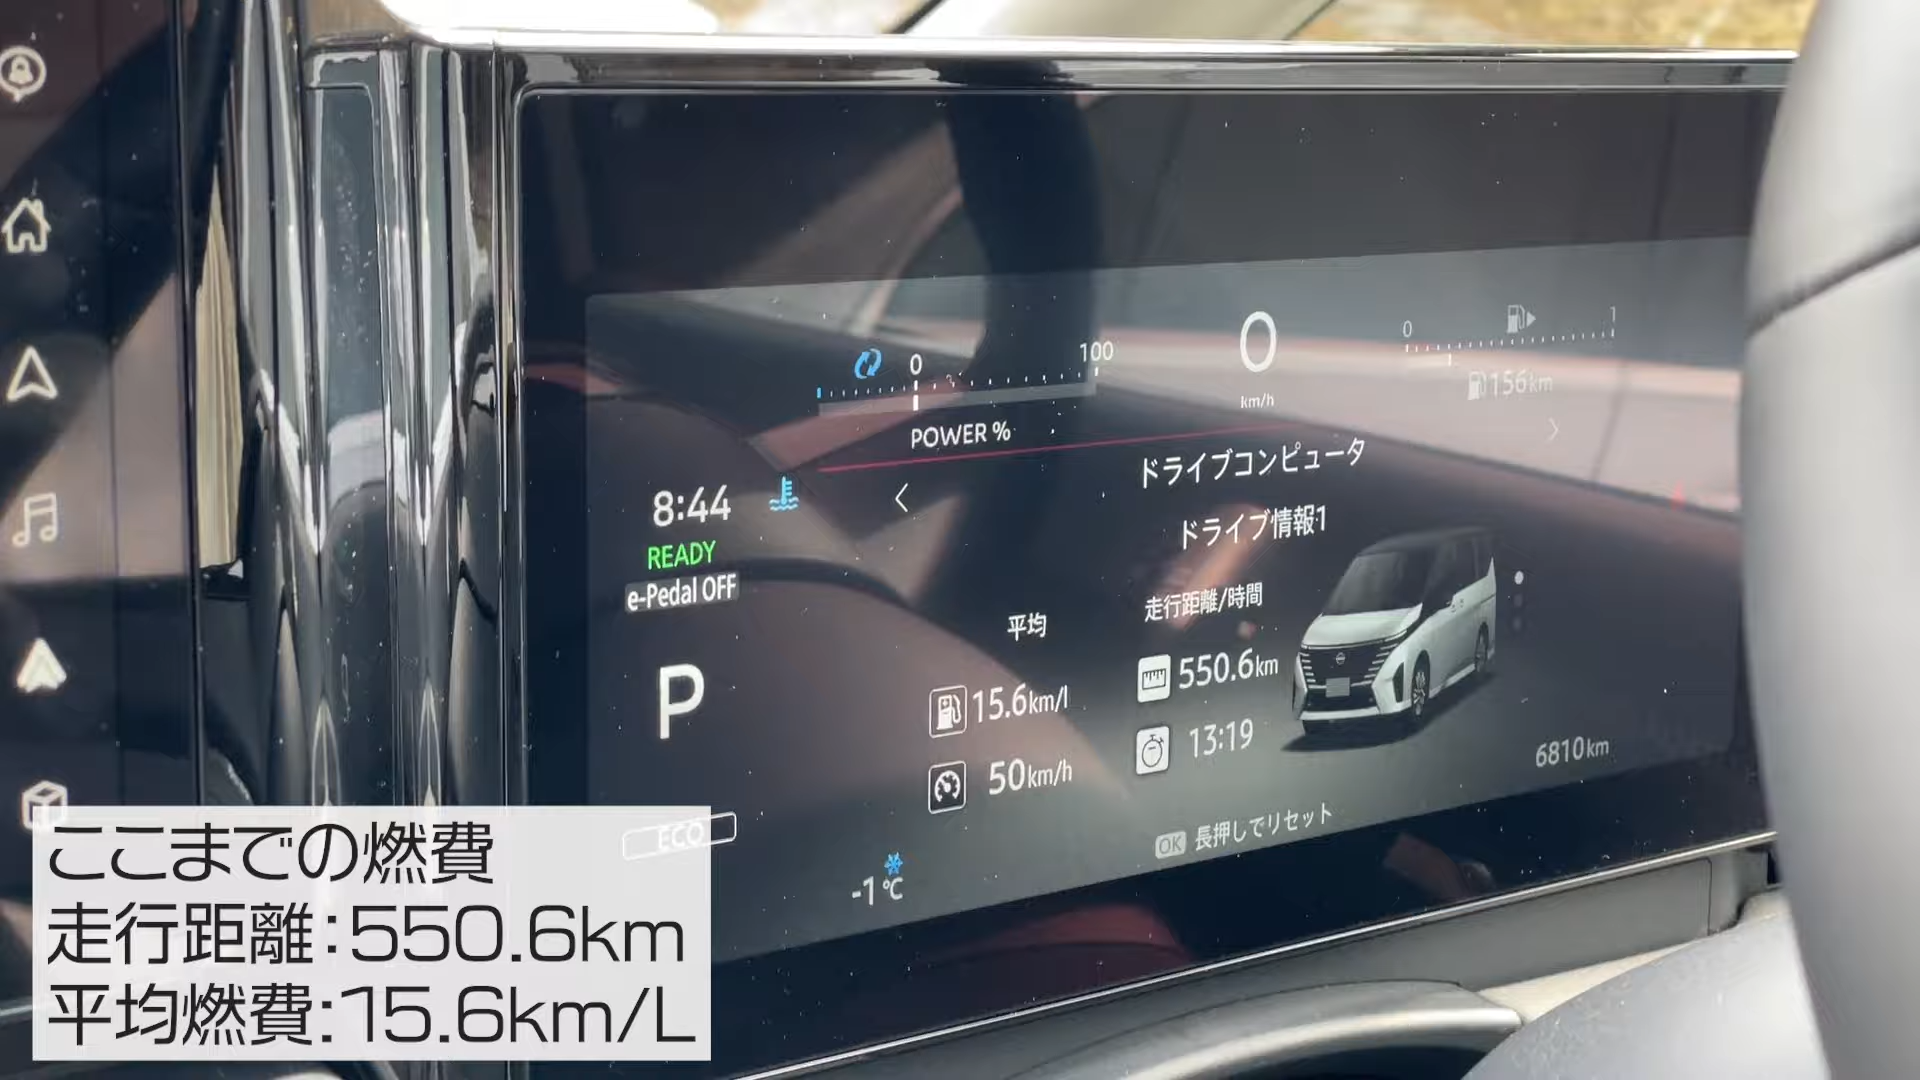 0
100
POWER %
0
km/h
0
1
156km
8:44
READY
e-Pedal OFF
P
ECO
-1℃
ドライブコンピュータ
ドライブ情報1
平均
15.6km/l
50km/h
走行距離/時間
550.6km
13:19
6810km
OK 長押しでリセット
ここまでの燃費
走行距離：550.6km
平均燃費：15.6km/L